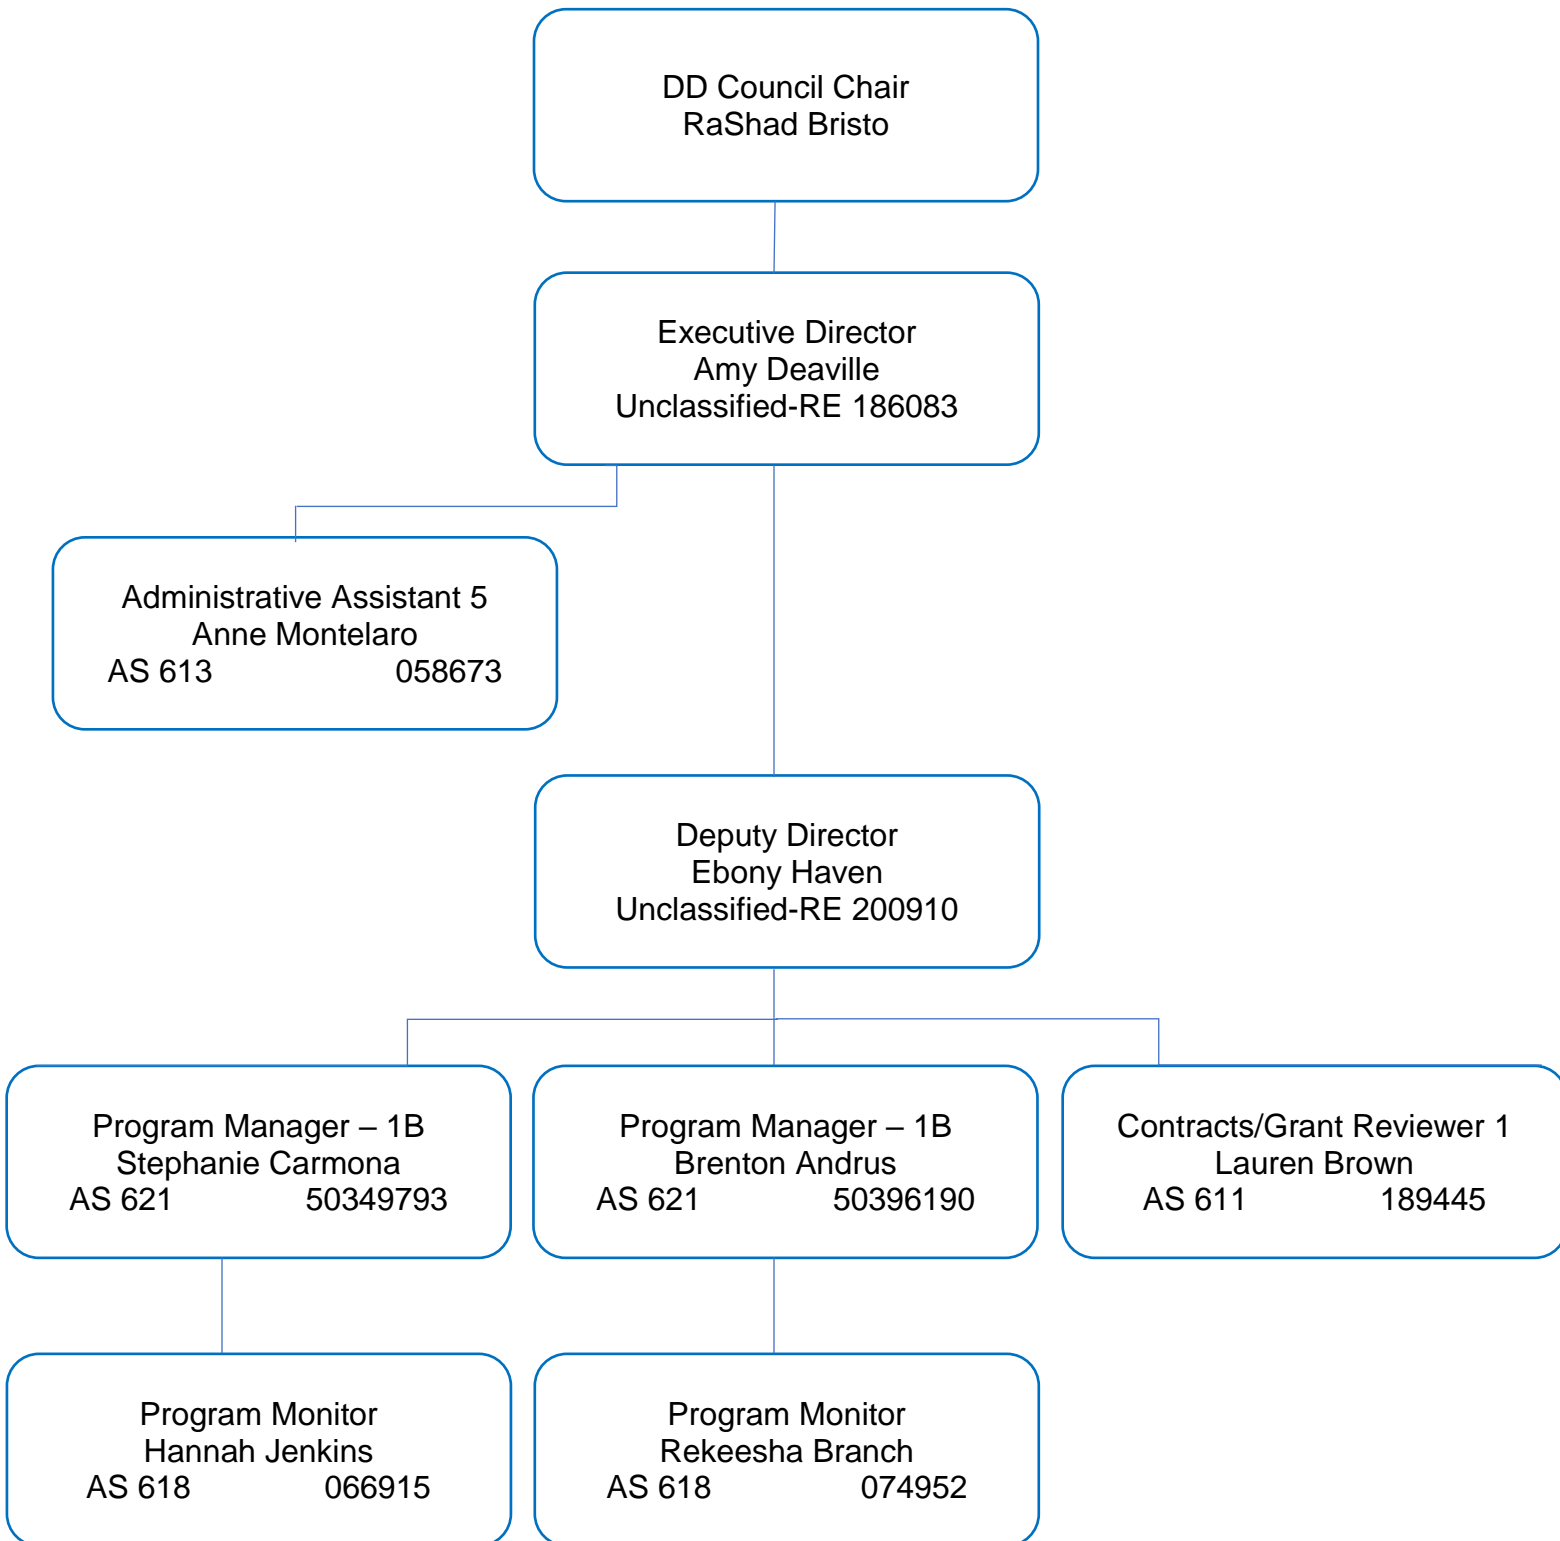 DD Council Chair
RaShad Bristo
Executive Director
Amy Deaville
Unclassified-RE 186083
Administrative Assistant 5
Anne Montelaro
AS 613 058673
Deputy Director
Ebony Haven
Unclassified-RE 200910
Program Manager – 1B
Stephanie Carmona
AS 621 50349793
Program Manager – 1B
Brenton Andrus
AS 621 50396190
Contracts/Grant Reviewer 1
Lauren Brown
AS 611 189445
Program Monitor
Hannah Jenkins
AS 618 066915
Program Monitor
Rekeesha Branch
AS 618 074952